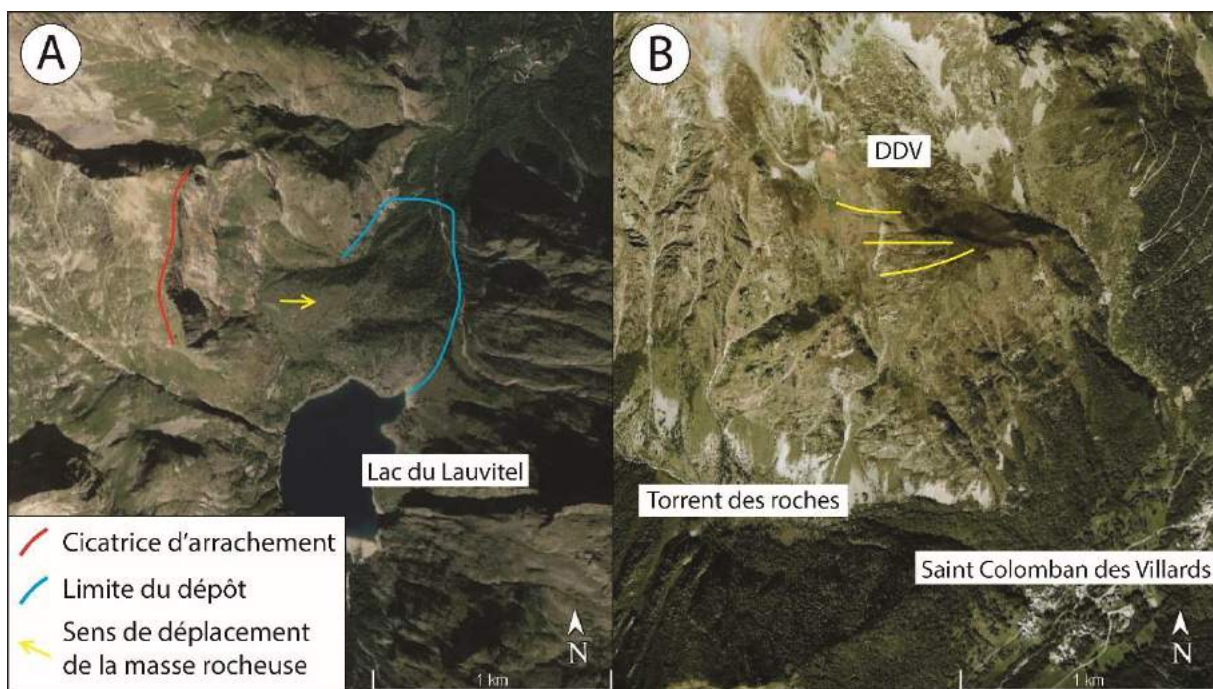 A
B
DDV
Lac du Lauvitel
Torrent des roches
Saint Colomban des Villards
Cicatrice d'arrachement
Limite du dépôt
Sens de déplacement
de la masse rocheuse
N
1 km
N
1 km